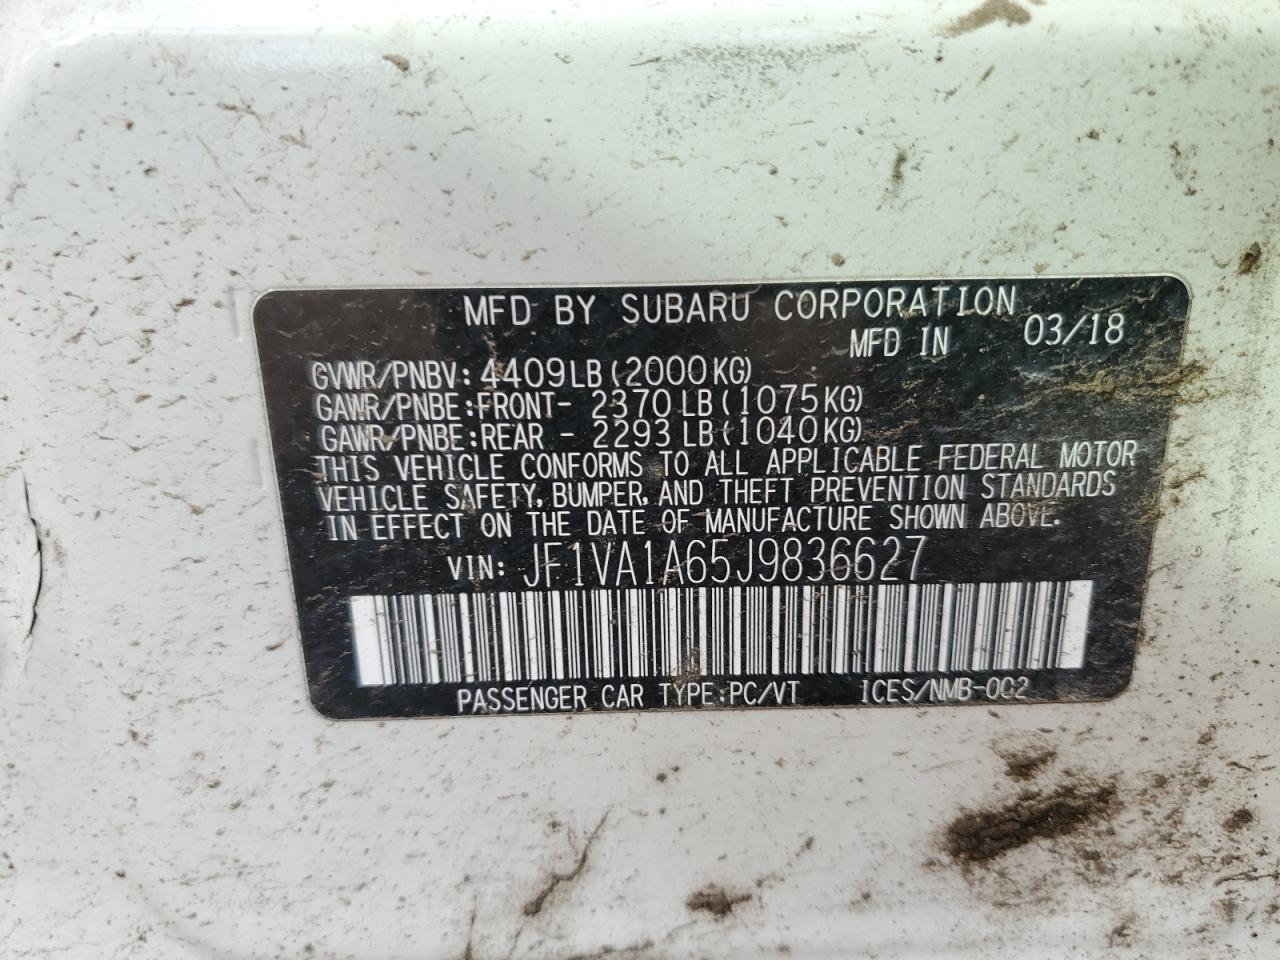 MFD BY SUBARU CORPORATION
MFD IN 03/18
GVWR/PNBV: 4409LB(2000KG)
GAWR/PNBE:FRONT- 2370LB(1075KG)
GAWR/PNBE:REAR - 2293LB(1040KG)
THIS VEHICLE CONFORMS TO ALL APPLICABLE FEDERAL MOTOR
VEHICLE SAFETY, BUMPER, AND THEFT PREVENTION STANDARDS
IN EFFECT ON THE DATE OF MANUFACTURE SHOWN ABOVE.
VIN: JF1VA1A65J9836627
PASSENGER CAR TYPE:PC/VT ICES/NMB-002